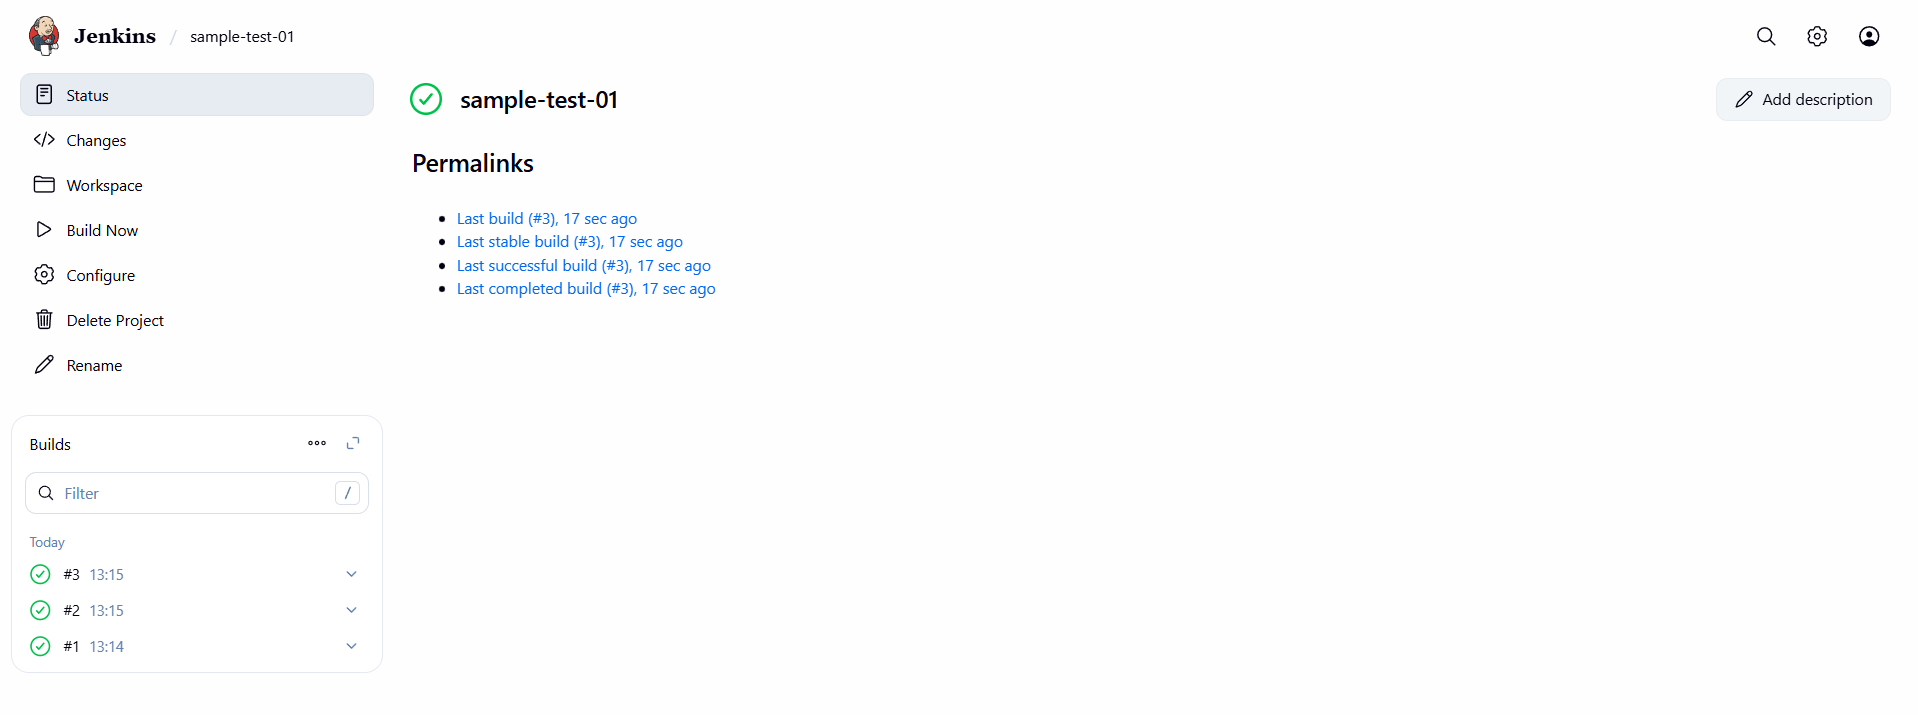 Jenkins / sample-test-01
Status
Changes
Workspace
Build Now
Configure
Delete Project
Rename
Builds
Filter /
Today
#3 13:15
#2 13:15
#1 13:14
sample-test-01
Add description
Permalinks
Last build (#3), 17 sec ago
Last stable build (#3), 17 sec ago
Last successful build (#3), 17 sec ago
Last completed build (#3), 17 sec ago